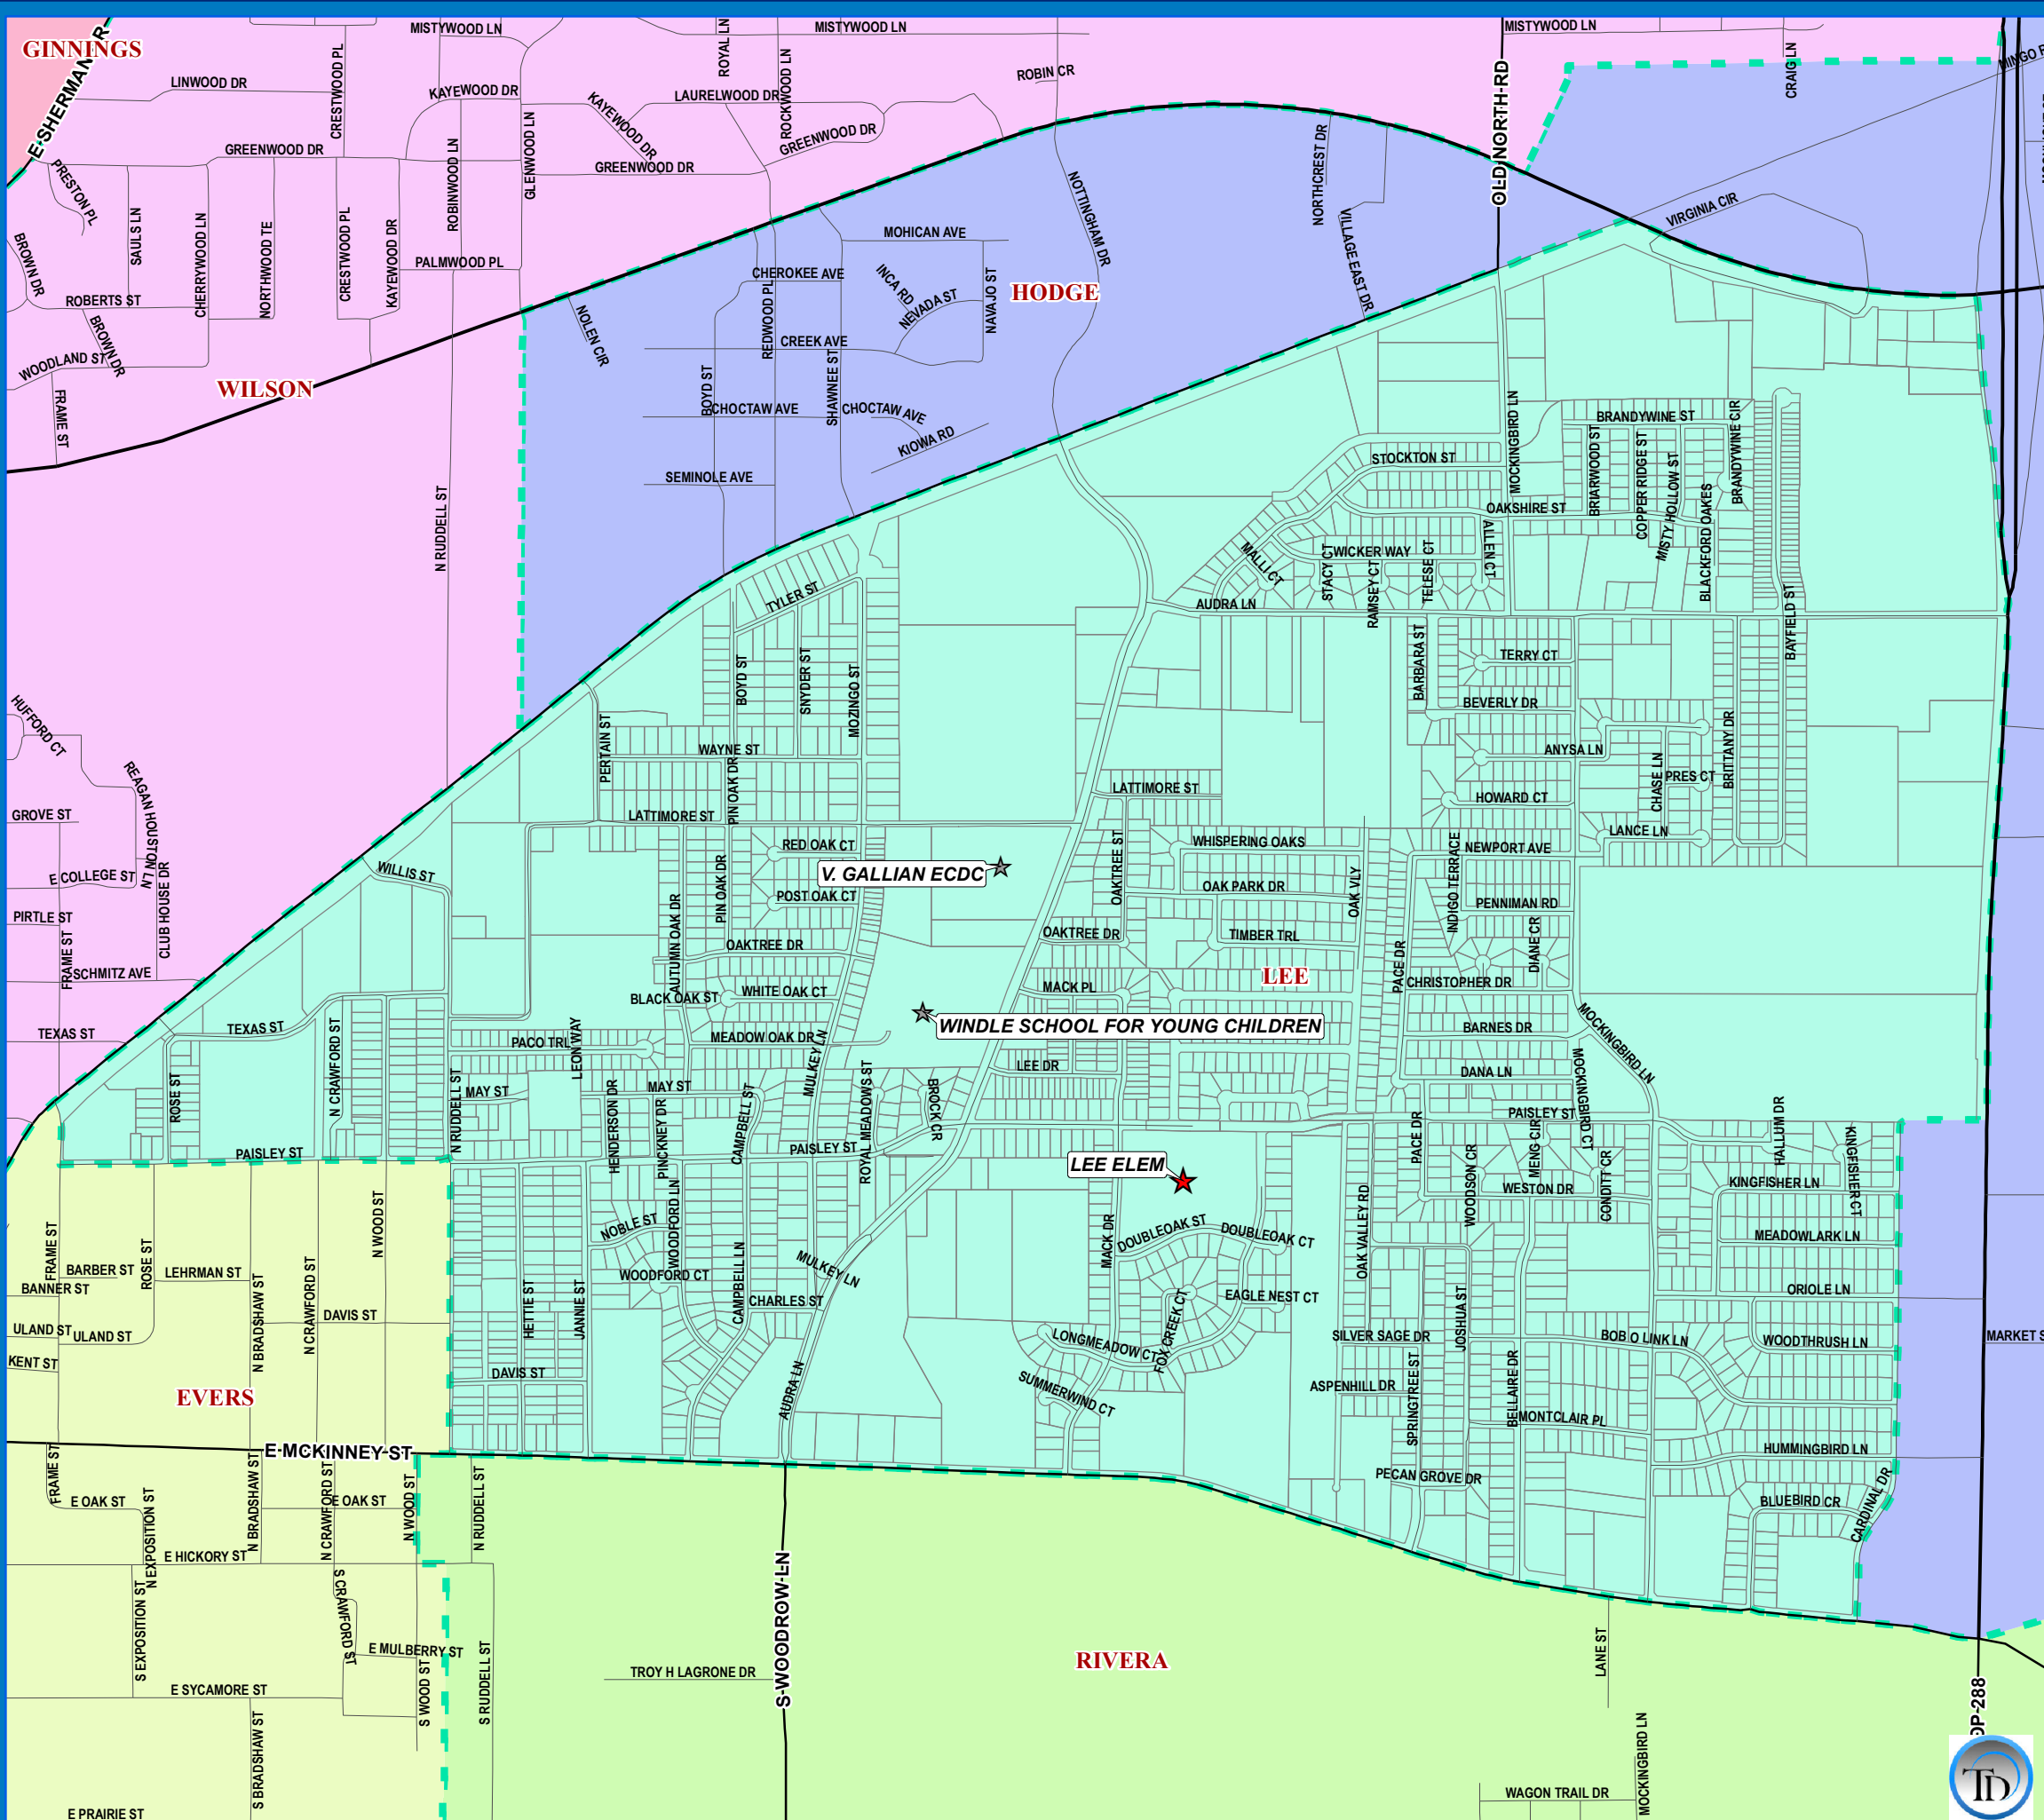 GINNINGS
E-SHERMAN-DR
MISTYWOOD LN
ROYAL LN
MISTYWOOD LN
MISTYWOOD LN
CRAIG LN
LINWOOD DR
CRESTWOOD PL
KAYEWOOD DR
KAYEWOOD DR
LAURELWOOD DR
ROCKWOOD LN
ROBIN CR
OLD-NORTH-RD
GREENWOOD DR
GREENWOOD DR
GREENWOOD DR
ROBINWOOD LN
GLENWOOD LN
PRESTON PL
SAULS LN
CHERRYWOOD LN
NORTHWOOD TE
CRESTWOOD PL
KAYEWOOD DR
PALMWOOD PL
BROWN DR
ROBERTS ST
BROWN DR
WOODLAND ST
FRAME ST
WILSON
NOTTINGHAM DR
NORTHCREST DR
VILLAGE EAST DR
VIRGINIA CIR
MOHICAN AVE
CHEROKEE AVE
INCA RD
NEVADA ST
NAVAJO ST
HODGE
NOLEN CIR
REDWOOD PL
CREEK AVE
BOYD ST
SHAWNEE ST
CHOCTAW AVE
CHOCTAW AVE
KIOWA RD
SEMINOLE AVE
N RUDDELL ST
MOCKINGBIRD LN
BRANDYWINE ST
BRANDYWINE CIR
STOCKTON ST
BRIARWOOD ST
COPPER RIDGE ST
MISTY HOLLOW ST
BLACKFORD OAKES
OAKSHIRE ST
ALLEN CT
WICKER WAY
MALLI CT
STACY CT
RAMSEY CT
TELESE CT
AUDRA LN
BAYFIELD ST
TYLER ST
BOYD ST
SNYDER ST
MOZINGO ST
BARBARA ST
TERRY CT
BEVERLY DR
ANYSA LN
CHASE LN
PRES CT
BRITTANY DR
HOWARD CT
LANCE LN
PERTAIN ST
WAYNE ST
PIN OAK DR
LATTIMORE ST
LATTIMORE ST
HUFFORD CT
REAGAN HOUSTON LN
GROVE ST
E COLLEGE ST
CLUB HOUSE DR
PIRTLE ST
FRAME ST
SCHMITZ AVE
TEXAS ST
WILLIS ST
RED OAK CT
V. GALLIAN ECDC
POST OAK CT
PIN OAK DR
AUTUMN OAK DR
OAKTREE DR
WHITE OAK CT
BLACK OAK ST
OAKTREE ST
WHISPERING OAKS
OAK PARK DR
OAK VLY
OAKTREE DR
TIMBER TRL
NEWPORT AVE
INDIGO TERRACE
PENNIMAN RD
DIANE CR
PACE DR
LEE
CHRISTOPHER DR
MACK PL
WINDLE SCHOOL FOR YOUNG CHILDREN
BARNES DR
MOCKINGBIRD LN
DANA LN
MOCKINGBIRD CT
TEXAS ST
N CRAWFORD ST
ROSE ST
PACO TRL
LEON WAY
MEADOW OAK DR
MULKEY LN
MAY ST
MAY ST
N RUDDELL ST
HENDERSON DR
PINCKNEY DR
CAMPBELL ST
ROYAL MEADOWS ST
BROCK CR
LEE DR
PAISLEY ST
PAISLEY ST
PAISLEY ST
LEE ELEM
PACE DR
WOODSON CR
MENG CIR
CONDITT CR
WESTON DR
HALLUM DR
KINGFISHER CT
KINGFISHER LN
MEADOWLARK LN
ORIOLE LN
WOODTHRUSH LN
BOB O LINK LN
N WOOD ST
FRAME ST
ROSE ST
BARBER ST
BANNER ST
LEHRMAN ST
N BRADSHAW ST
N CRAWFORD ST
DAVIS ST
ULAND ST
ULAND ST
KENT ST
EVERS
NOBLE ST
WOODFORD LN
WOODFORD CT
CAMPBELL LN
MULKEY LN
CHARLES ST
HETTIE ST
JANNIE ST
DAVIS ST
AUDRA LN
MACK DR
DOUBLEOAK ST
DOUBLEOAK CT
EAGLE NEST CT
FOX CREEK CT
LONGMEADOW CT
SUMMERWIND CT
OAK VALLEY RD
SILVER SAGE DR
JOSHUA ST
ASPENHILL DR
SPRINGTREE ST
BELLAIRE DR
MONTCLAIR PL
PECAN GROVE DR
HUMMINGBIRD LN
BLUEBIRD CR
CARDINAL DR
E-MCKINNEY ST
FRAME ST
E OAK ST
N EXPOSITION ST
N BRADSHAW ST
N CRAWFORD ST
E OAK ST
N WOOD ST
N RUDDELL ST
E HICKORY ST
S EXPOSITION ST
S CRAWFORD ST
E MULBERRY ST
S WOOD ST
S RUDDELL ST
E SYCAMORE ST
S BRADSHAW ST
E PRAIRIE ST
TROY H LAGRONE DR
S-WOODROW-LN
RIVERA
LANE ST
MOCKINGBIRD LN
WAGON TRAIL DR
TD